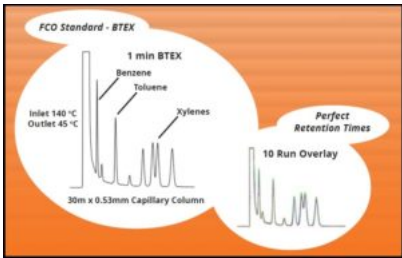 FCO Standard - BTEX
1 min BTEX
Benzene
Toluene
Xylenes
Inlet 140 °C
Outlet 45 °C
30m x 0.53mm Capillary Column
Perfect
Retention Times
10 Run Overlay